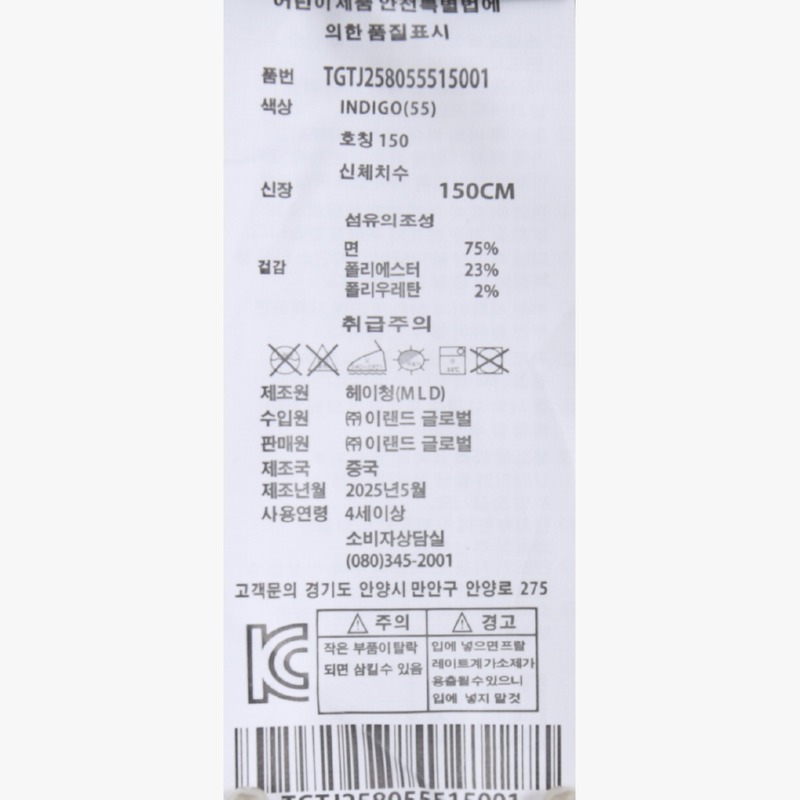 어린이제품 안전특별법에
의한 품질표시
품번 TGTJ258055515001
색상 INDIGO(55)
호칭 150
신체치수
신장 150CM
섬유의조성
면 75%
겉감 폴리에스터 23%
폴리우레탄 2%
취급주의
제조원 헤이청(MLD)
수입원 ㈜이랜드 글로벌
판매원 ㈜이랜드 글로벌
제조국 중국
제조년월 2025년5월
사용연령 4세이상
소비자상담실
(080)345-2001
고객문의 경기도 안양시 만안구 안양로 275
주의
작은 부품이 탈락
되면 삼킬수 있음
경고
입에 넣으면 프탈
레이트계가소제가
용출될 수 있으니
입에 넣지 말것
TGTJ258055515001